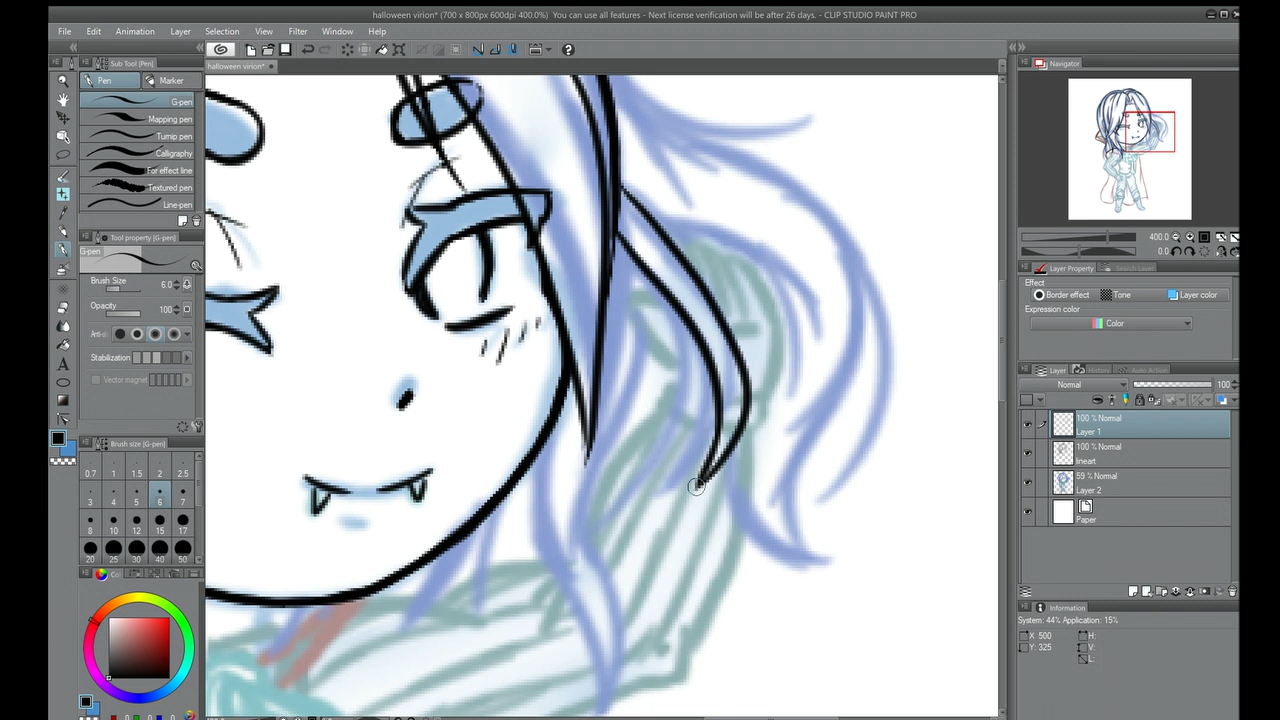 halloween virion* (700 x 800px 600dpi 400.0%)  You can use all features - Next license verification will be after 26 days. - CLIP STUDIO PAINT PRO
File Edit Animation Layer Selection View Filter Window Help
Sub Tool [Pen]
Navigator
halloween virion*
Pen Marker
G-pen
Mapping pen
Turnip pen
Calligraphy
For effect line
Textured pen
Line-pen
Tool property [G-pen]
G-pen
Brush Size 6.0
Opacity 100
Stabilization
Vector magnet
Brush size [G-pen]
0.7 1 1.5 2 2.5
3 4 5 6 7
8 10 12 15 17
20 25 30 40 50
400.0
0.0
Layer Property Search Layer
Effect
Border effect Tone Layer color
Expression color
Color
Layer History Auto Action
Normal 100
100 % Normal
Layer 1
100 % Normal
lineart
59 % Normal
Layer 2
Paper
Information
System: 44% Application: 15%
X 500 H:
Y: 325 V:
L: